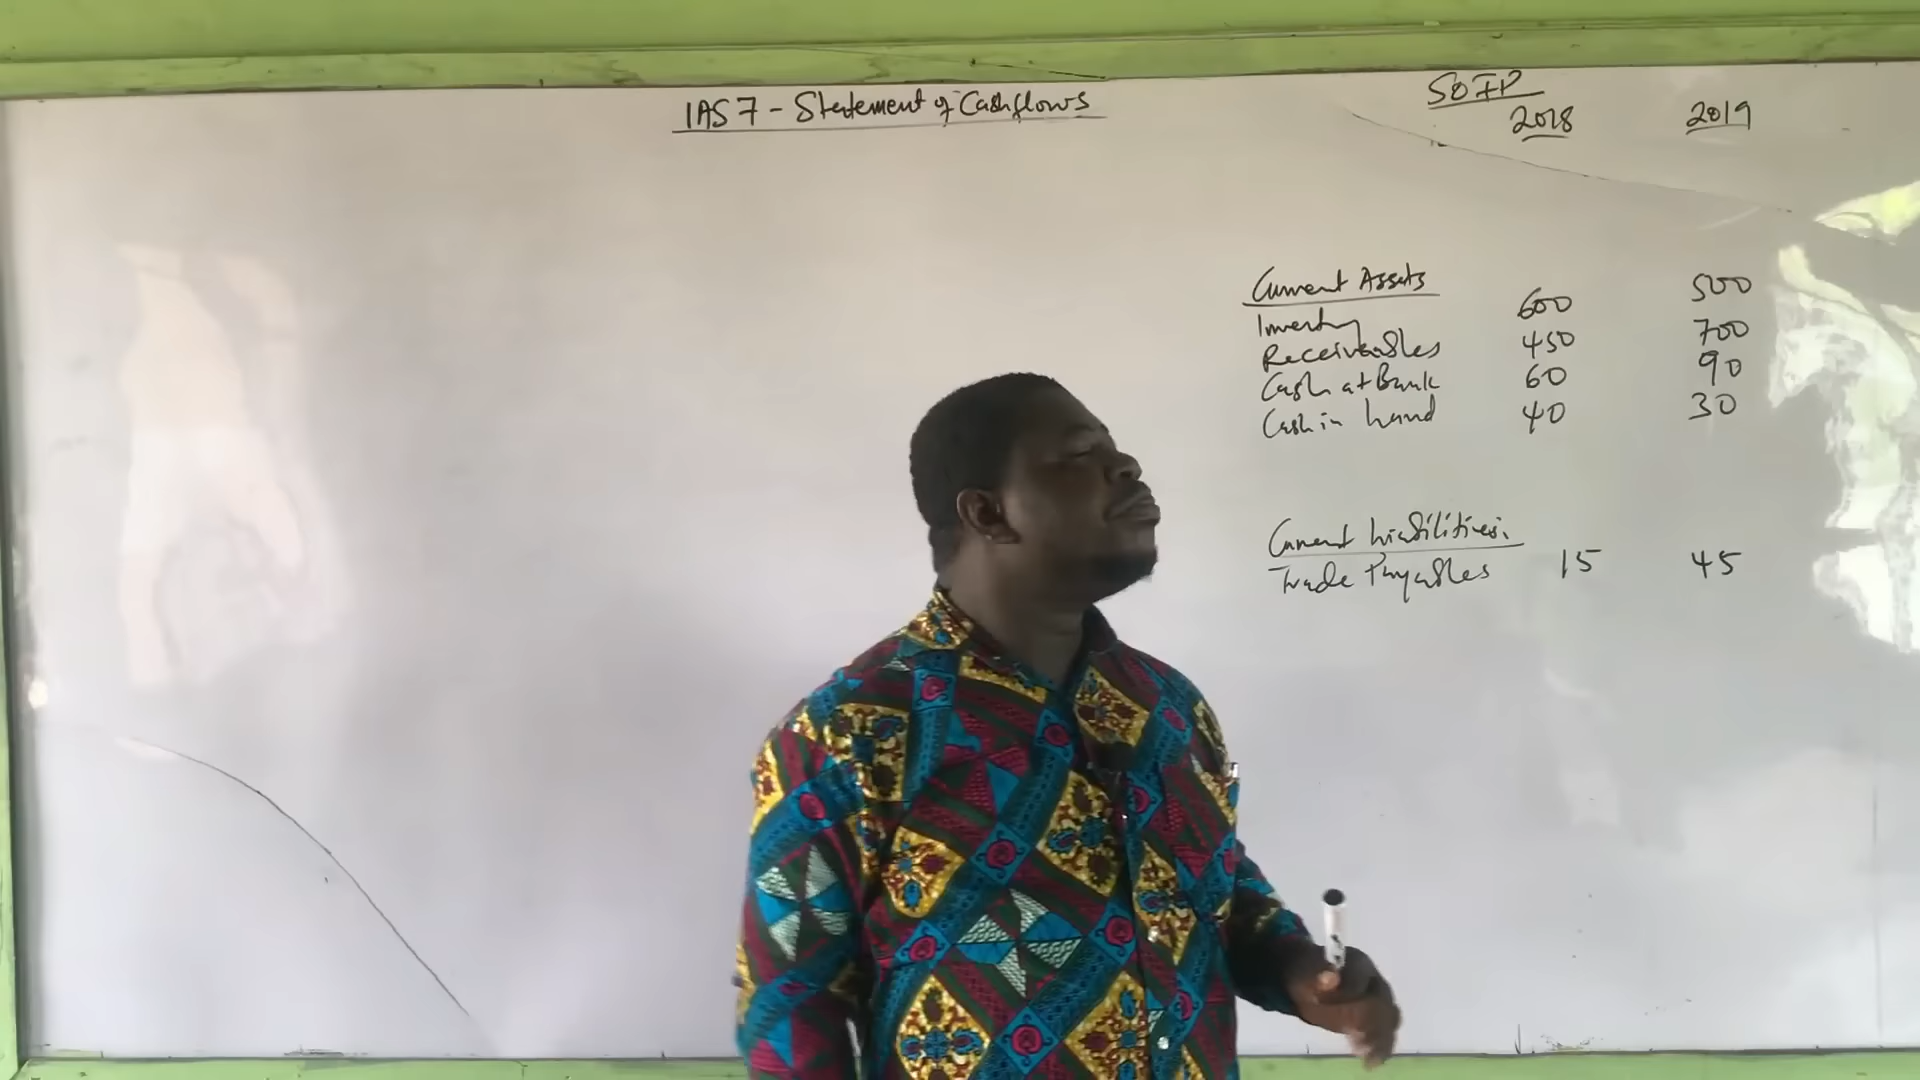 IAS 7 - Statement of Cashflows
SOFP
2018 2019
Current Assets
Inventory 600 500
Receivables 450 700
Cash at Bank 60 90
Cash in hand 40 30
Current Liabilities:
Trade Payables 15 45